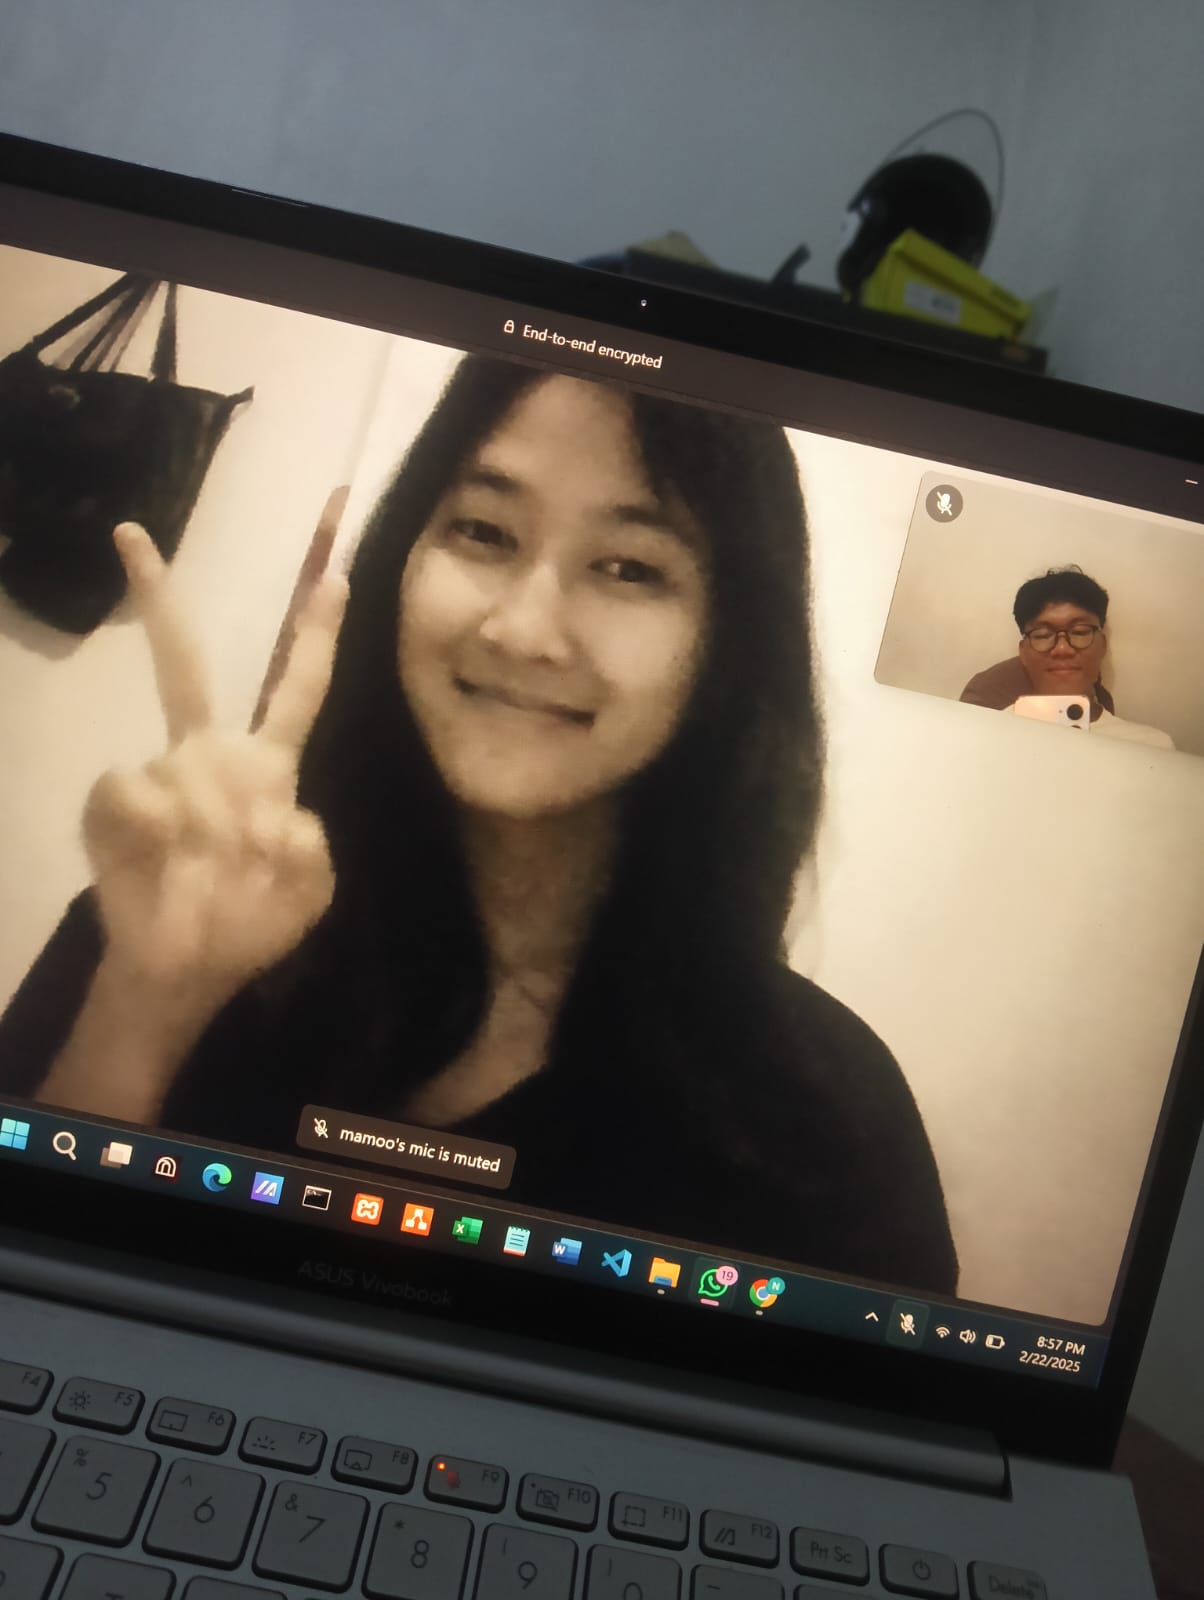 End-to-end encrypted
mamoo's mic is muted
19
N
8:57 PM
2/22/2025
ASUS Vivobook
F4
F5
F6
F7
F8
F9
F10
F11
F12
Prt Sc
Delete
%
5
^
6
&
7
*
8
(
9
)
0